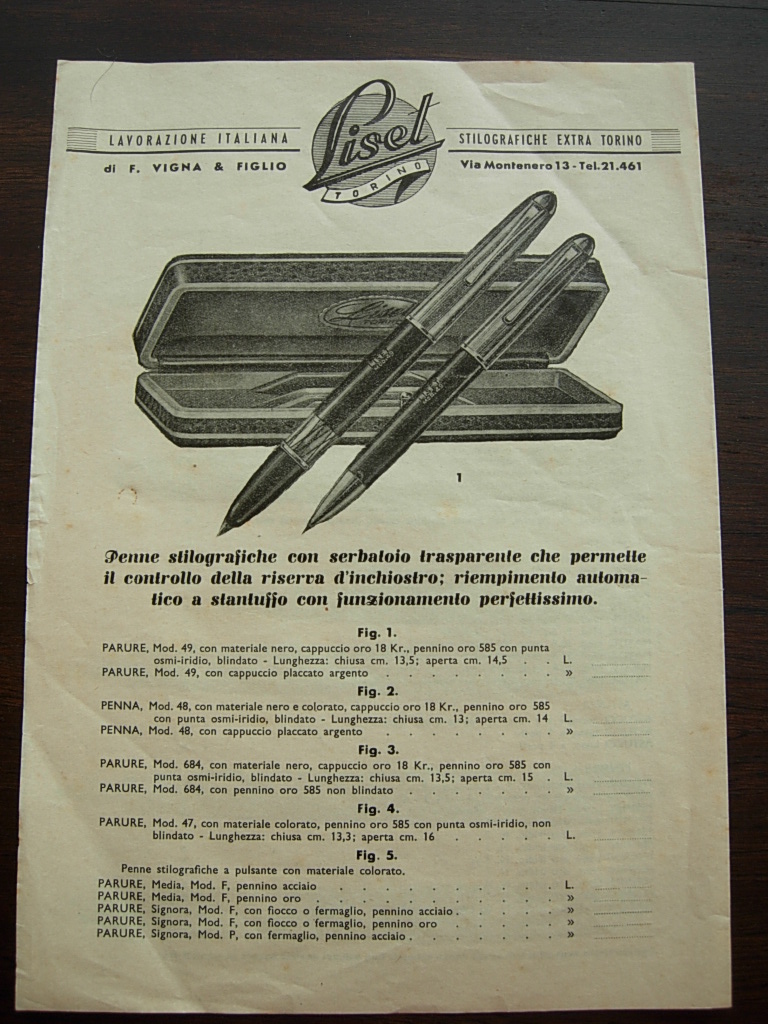 Lisel
TORINO
LAVORAZIONE ITALIANA
STILOGRAFICHE EXTRA TORINO
di F. VIGNA & FIGLIO
Via Montenero 13 - Tel. 21.461
1
Penne stilografiche con serbatoio trasparente che permette
il controllo della riserva d'inchiostro; riempimento automa-
tico a stantuffo con funzionamento perfettissimo.
Fig. 1.
PARURE, Mod. 49, con materiale nero, cappuccio oro 18 Kr., pennino oro 585 con punta
osmi-iridio, blindato - Lunghezza: chiusa cm. 13,5; aperta cm. 14,5 . . L.
PARURE, Mod. 49, con cappuccio placcato argento . . . . . . . »
Fig. 2.
PENNA, Mod. 48, con materiale nero e colorato, cappuccio oro 18 Kr., pennino oro 585
con punta osmi-iridio, blindato - Lunghezza: chiusa cm. 13; aperta cm. 14 L.
PENNA, Mod. 48, con cappuccio placcato argento . . . . . . . »
Fig. 3.
PARURE, Mod. 684, con materiale nero, cappuccio oro 18 Kr., pennino oro 585 con
punta osmi-iridio, blindato - Lunghezza: chiusa cm. 13,5; aperta cm. 15 . L.
PARURE, Mod. 684, con pennino oro 585 non blindato . . . . . . »
Fig. 4.
PARURE, Mod. 47, con materiale colorato, pennino oro 585 con punta osmi-iridio, non
blindato - Lunghezza: chiusa cm. 13,3; aperta cm. 16 . . . . . L.
Fig. 5.
Penne stilografiche a pulsante con materiale colorato.
PARURE, Media, Mod. F, pennino acciaio . . . . . . . . . L.
PARURE, Media, Mod. F, pennino oro . . . . . . . . . . »
PARURE, Signora, Mod. F, con fiocco o fermaglio, pennino acciaio . . . . . »
PARURE, Signora, Mod. F, con fiocco o fermaglio, pennino oro . . . . . »
PARURE, Signora, Mod. P, con fermaglio, pennino acciaio . . . . . . . »